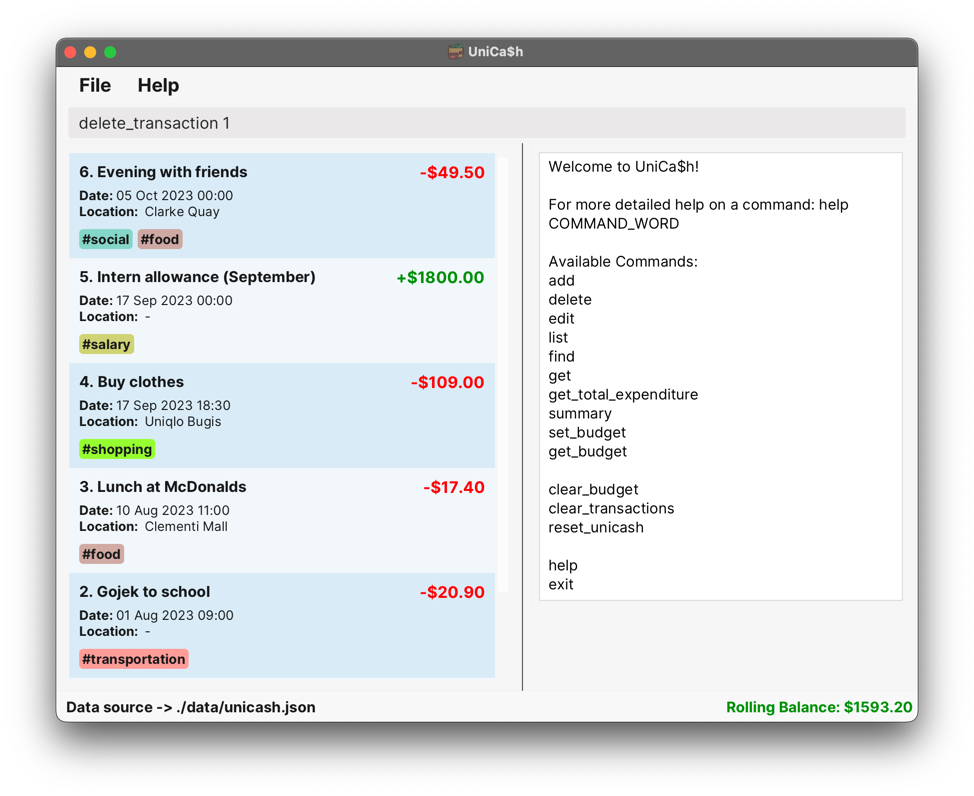 UniCa$h
File Help
delete_transaction 1
6. Evening with friends -$49.50
Date: 05 Oct 2023 00:00
Location: Clarke Quay
#social #food
5. Intern allowance (September) +$1800.00
Date: 17 Sep 2023 00:00
Location: -
#salary
4. Buy clothes -$109.00
Date: 17 Sep 2023 18:30
Location: Uniqlo Bugis
#shopping
3. Lunch at McDonalds -$17.40
Date: 10 Aug 2023 11:00
Location: Clementi Mall
#food
2. Gojek to school -$20.90
Date: 01 Aug 2023 09:00
Location: -
#transportation
Welcome to UniCa$h!
For more detailed help on a command: help
COMMAND_WORD
Available Commands:
add
delete
edit
list
find
get
get_total_expenditure
summary
set_budget
get_budget
clear_budget
clear_transactions
reset_unicash
help
exit
Data source -> ./data/unicash.json
Rolling Balance: $1593.20